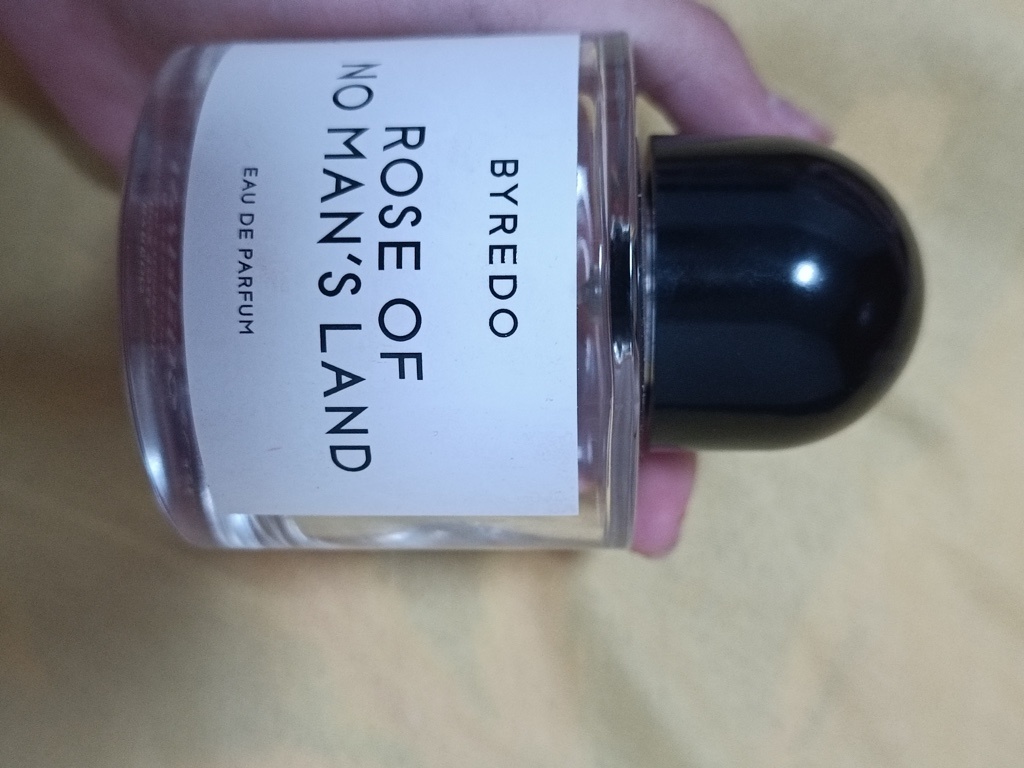 BYREDO
ROSE OF
NO MAN'S LAND
EAU DE PARFUM